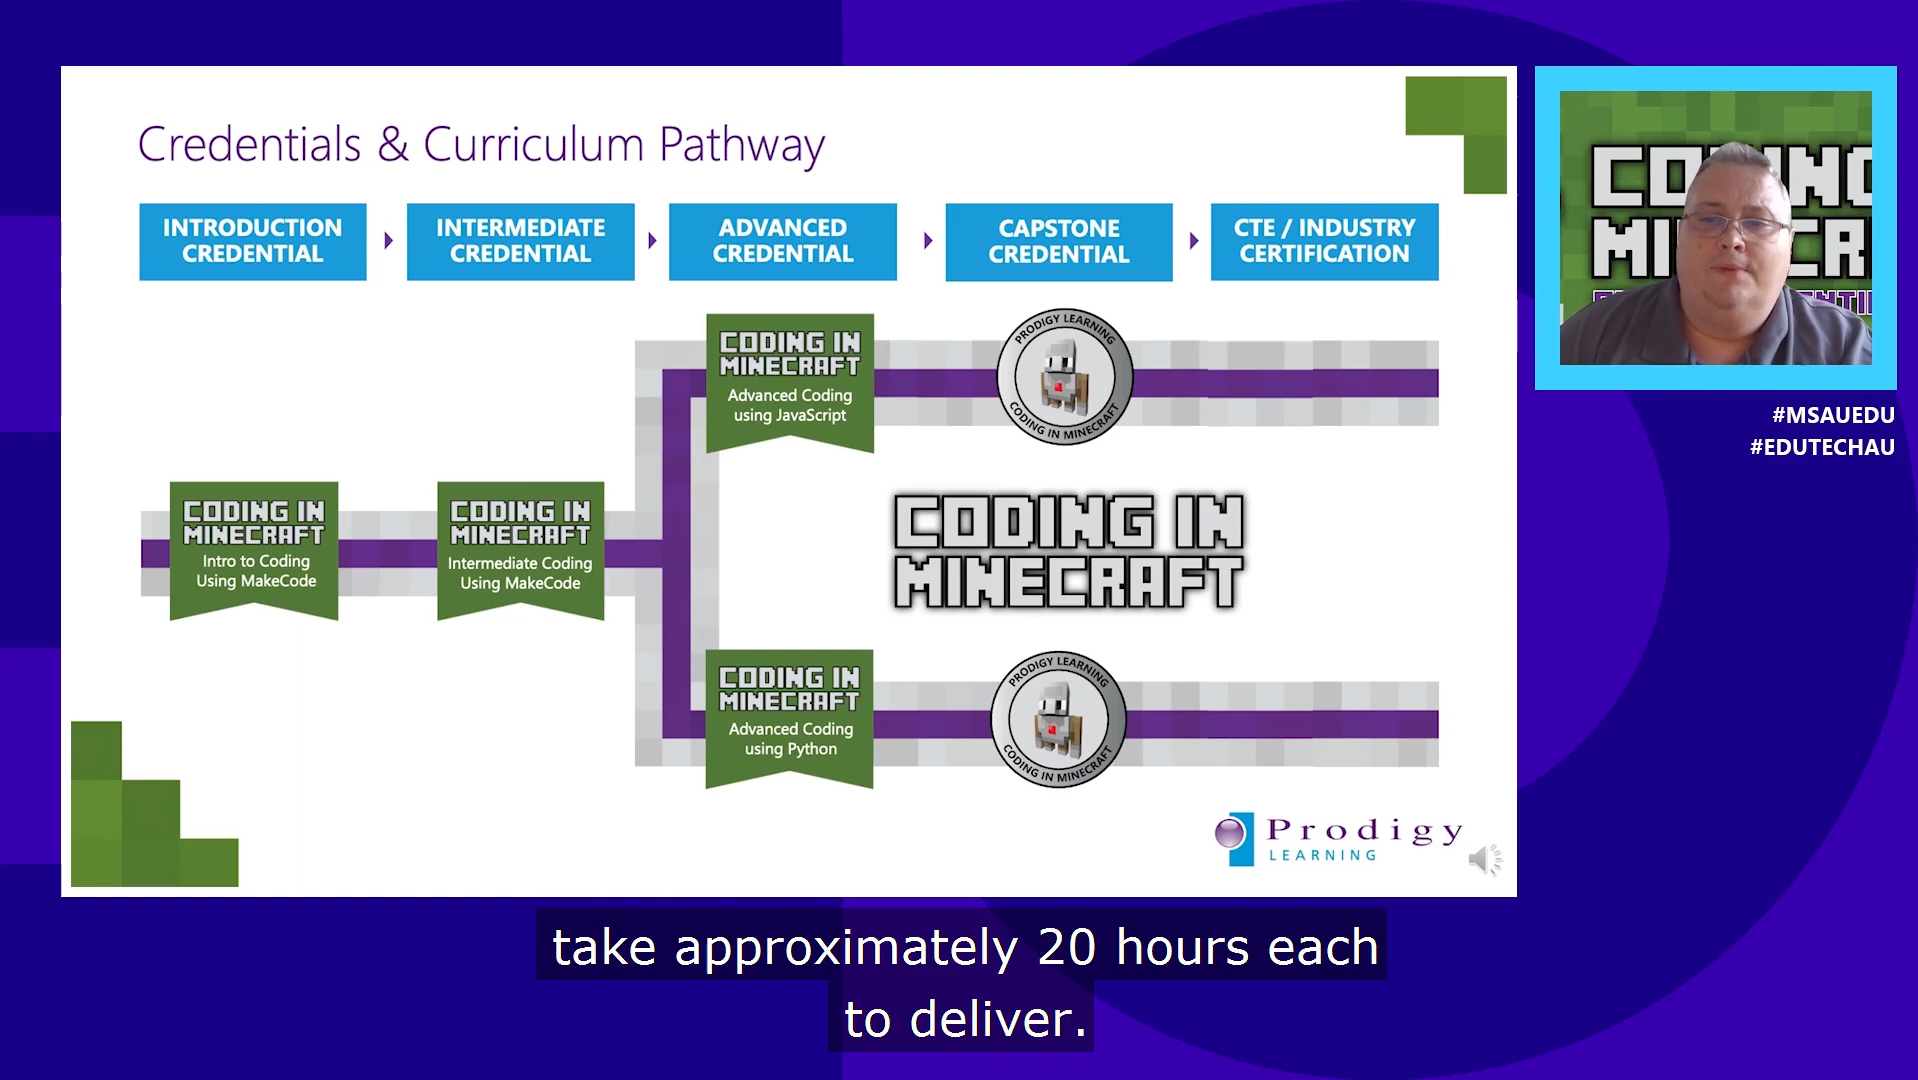 Credentials & Curriculum Pathway
INTRODUCTION
CREDENTIAL
INTERMEDIATE
CREDENTIAL
ADVANCED
CREDENTIAL
CAPSTONE
CREDENTIAL
CTE / INDUSTRY
CERTIFICATION
CODING IN
MINECRAFT
Advanced Coding
using JavaScript
PRODIGY LEARNING
CODING IN MINECRAFT
CODING IN
MINECRAFT
Intro to Coding
Using MakeCode
CODING IN
MINECRAFT
Intermediate Coding
Using MakeCode
CODING IN
MINECRAFT
CODING IN
MINECRAFT
Advanced Coding
using Python
PRODIGY LEARNING
CODING IN MINECRAFT
Prodigy
LEARNING
#MSAUEDU
#EDUTECHAU
take approximately 20 hours each
to deliver.